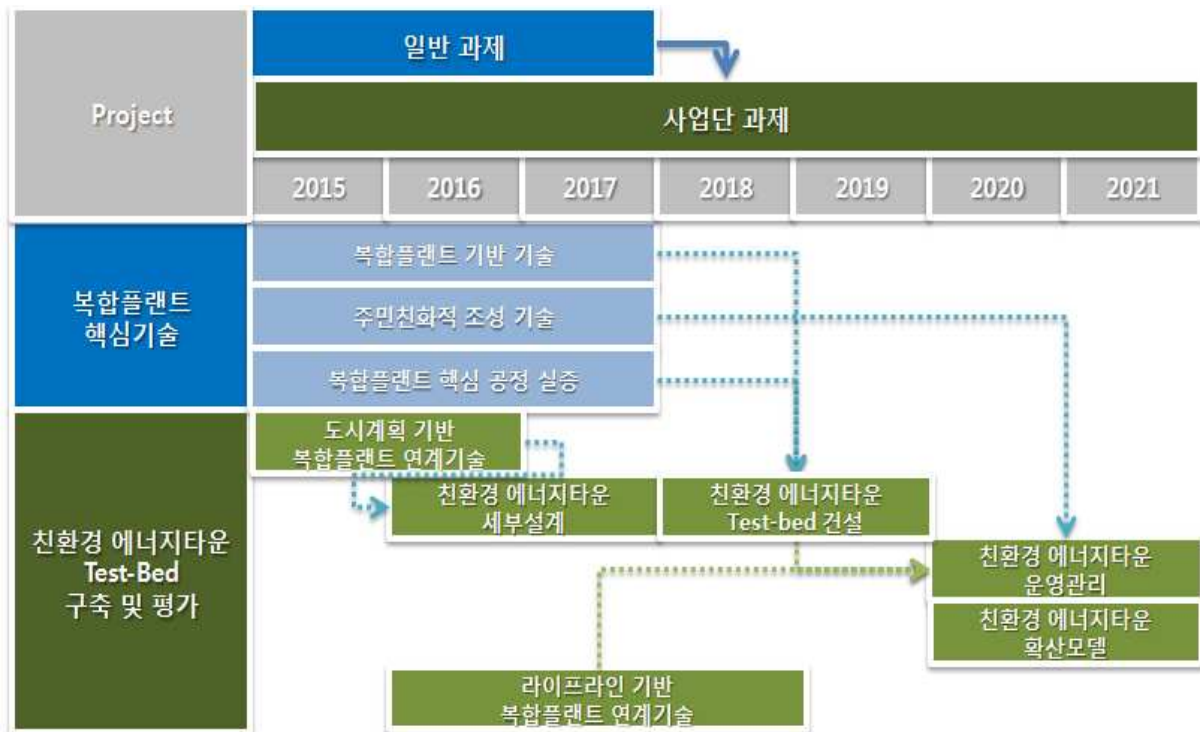 Project
일반 과제
사업단 과제
2015 2016 2017 2018 2019 2020 2021
복합플랜트
핵심기술
복합플랜트 기반 기술
주민친화적 조성 기술
복합플랜트 핵심 공정 실증
친환경 에너지타운
Test-Bed
구축 및 평가
도시계획 기반
복합플랜트 연계기술
친환경 에너지타운
세부설계
친환경 에너지타운
Test-bed 건설
친환경 에너지타운
운영관리
친환경 에너지타운
확산모델
라이프라인 기반
복합플랜트 연계기술